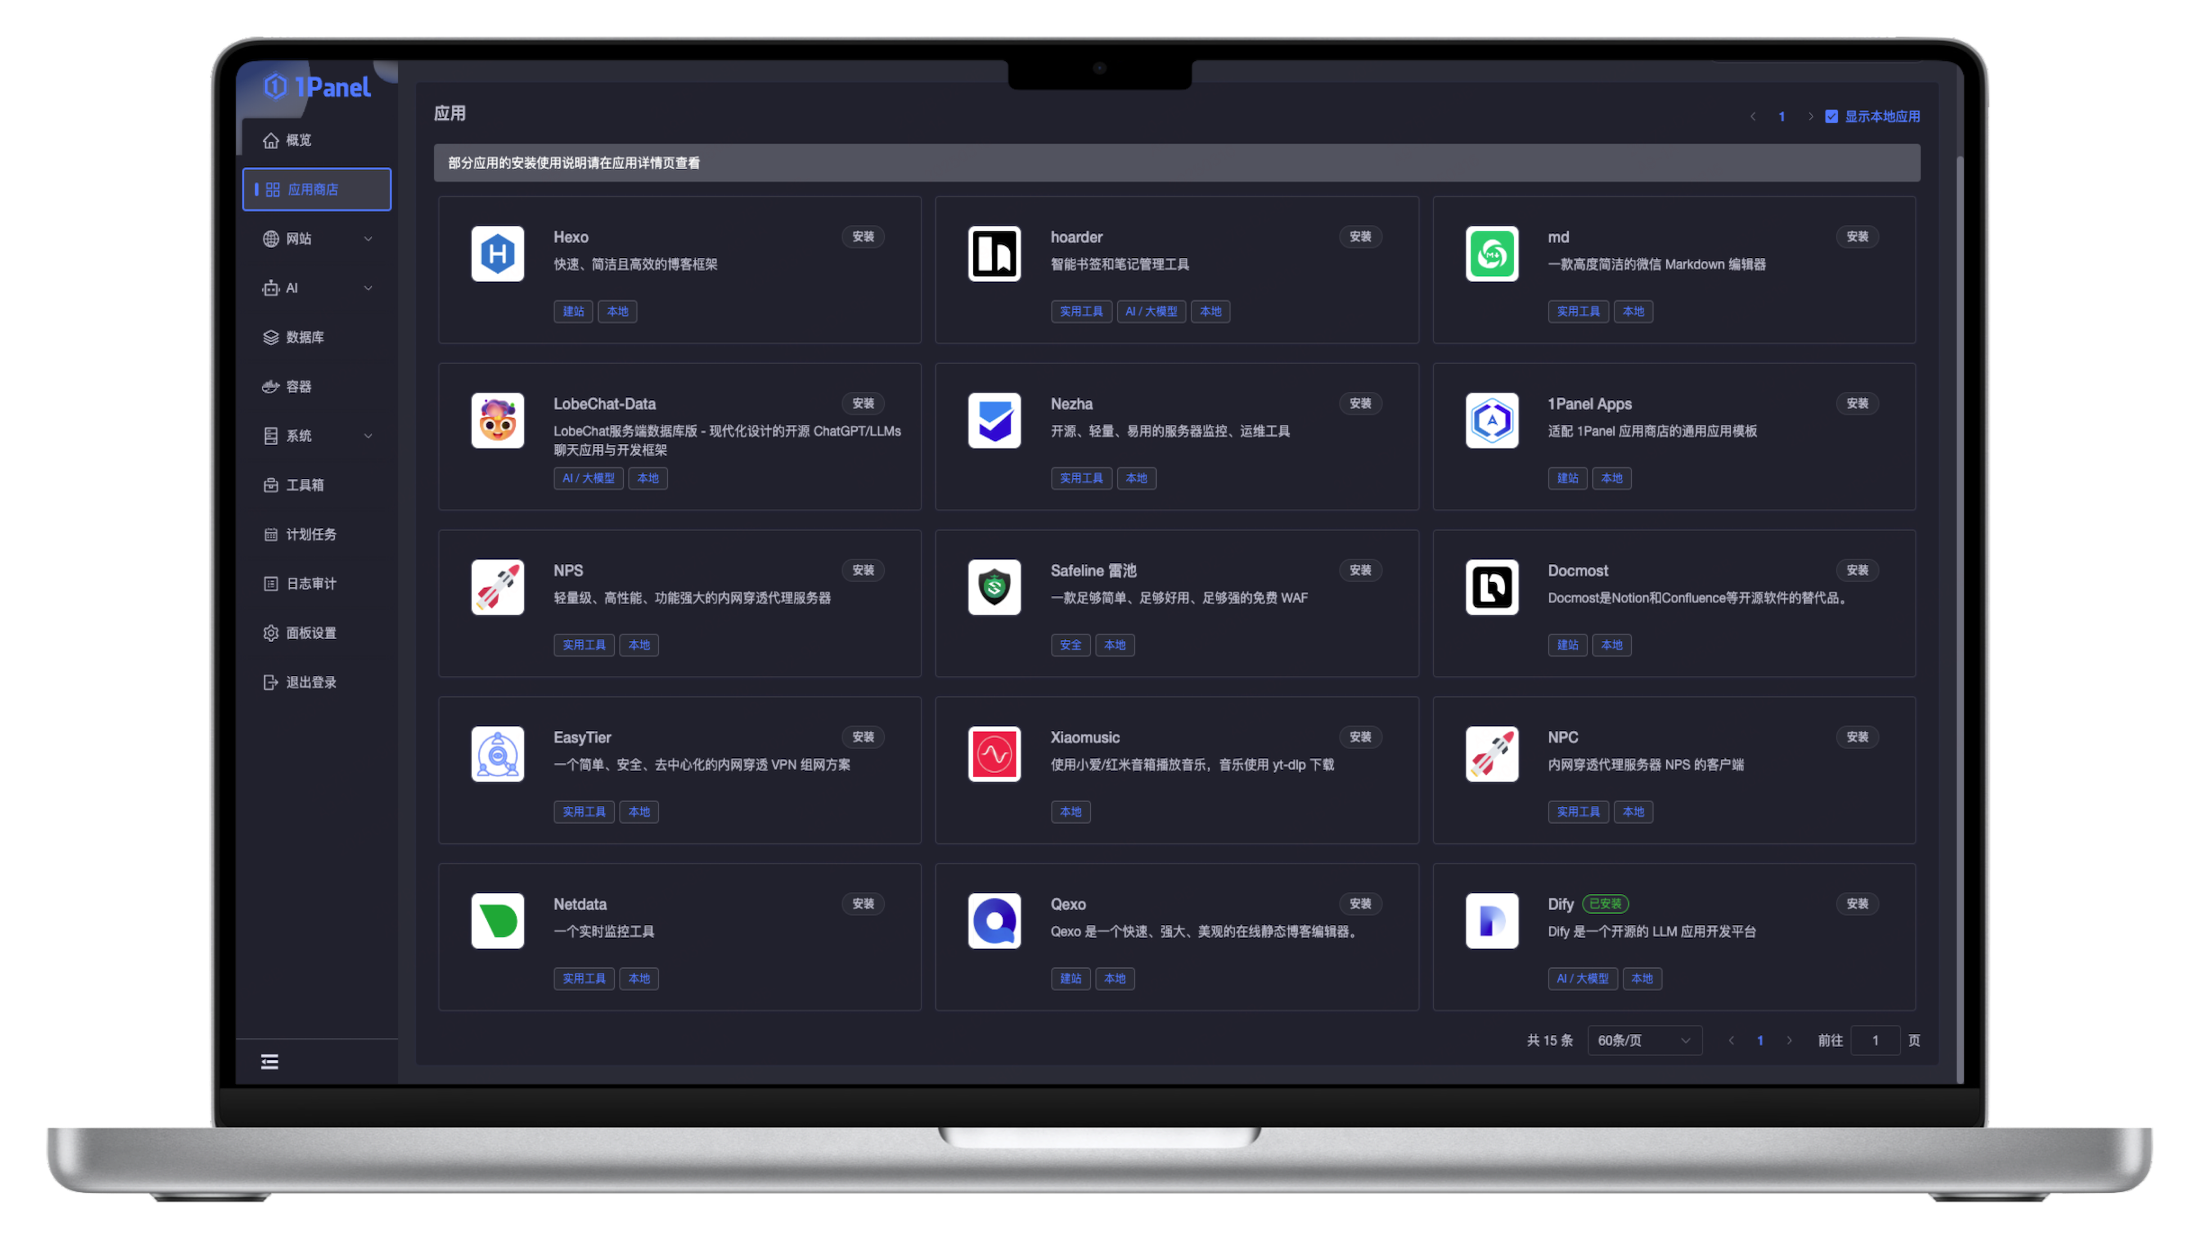 1Panel
概览
应用商店
网站
AI
数据库
容器
系统
工具箱
计划任务
日志审计
面板设置
退出登录
应用
1
显示本地应用
部分应用的安装使用说明请在应用详情页查看
Hexo
安装
快速、简洁且高效的博客框架
建站 本地
hoarder
安装
智能书签和笔记管理工具
实用工具 AI / 大模型 本地
md
安装
一款高度简洁的微信 Markdown 编辑器
实用工具 本地
LobeChat-Data
安装
LobeChat服务端数据库版 - 现代化设计的开源 ChatGPT/LLMs
聊天应用与开发框架
AI / 大模型 本地
Nezha
安装
开源、轻量、易用的服务器监控、运维工具
实用工具 本地
1Panel Apps
安装
适配 1Panel 应用商店的通用应用模板
建站 本地
NPS
安装
轻量级、高性能、功能强大的内网穿透代理服务器
实用工具 本地
Safeline 雷池
安装
一款足够简单、足够好用、足够强的免费 WAF
安全 本地
Docmost
安装
Docmost是Notion和Confluence等开源软件的替代品。
建站 本地
EasyTier
安装
一个简单、安全、去中心化的内网穿透 VPN 组网方案
实用工具 本地
Xiaomusic
安装
使用小爱/红米音箱播放音乐，音乐使用 yt-dlp 下载
本地
NPC
安装
内网穿透代理服务器 NPS 的客户端
实用工具 本地
Netdata
安装
一个实时监控工具
实用工具 本地
Qexo
安装
Qexo 是一个快速、强大、美观的在线静态博客编辑器。
建站 本地
Dify 已安装
安装
Dify 是一个开源的 LLM 应用开发平台
AI / 大模型 本地
共 15 条 60条/页 1 前往 1 页